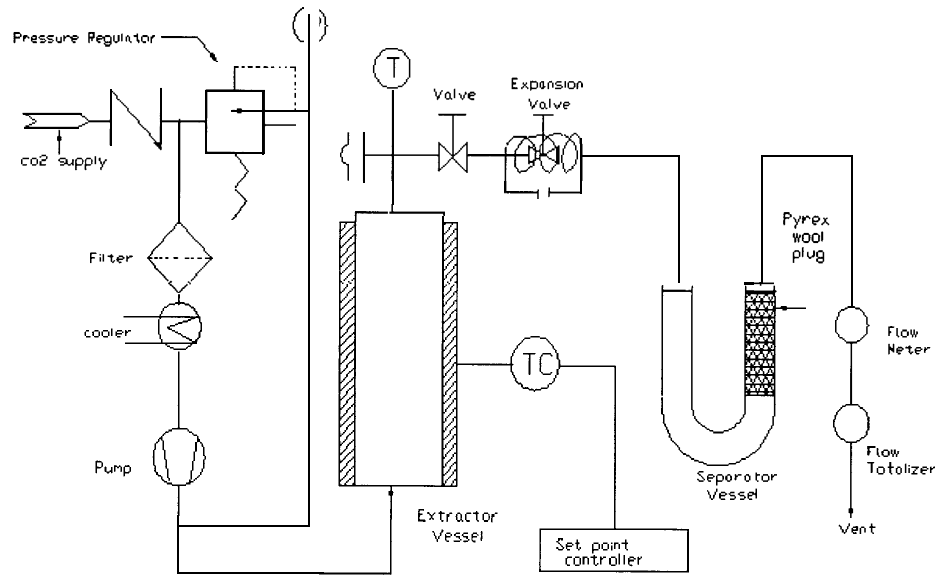 Pressure Regulator
T
Valve
Expansion
Valve
co2 supply
Filter
cooler
Pump
TC
Extractor
Vessel
Set point
controller
Pyrex
wool
plug
Separator
Vessel
Flow
Meter
Flow
Totalizer
Vent